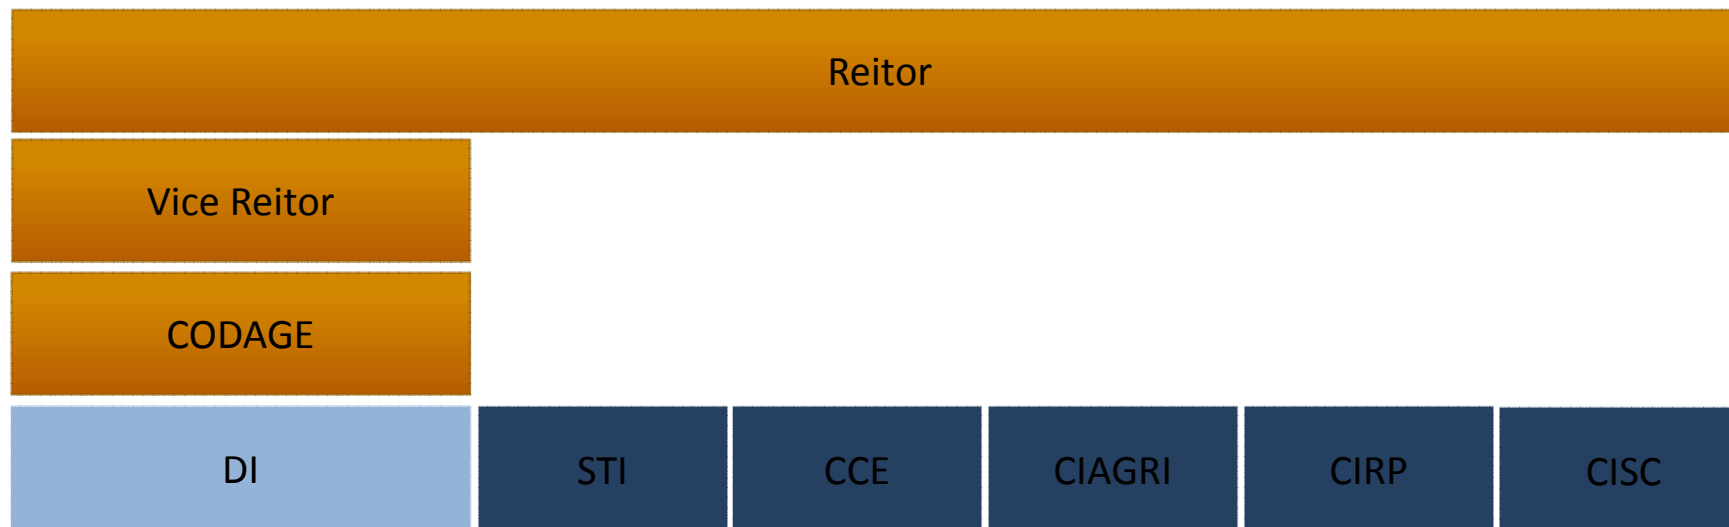 Reitor
Vice Reitor
CODAGE
DI
STI
CCE
CIAGRI
CIRP
CISC